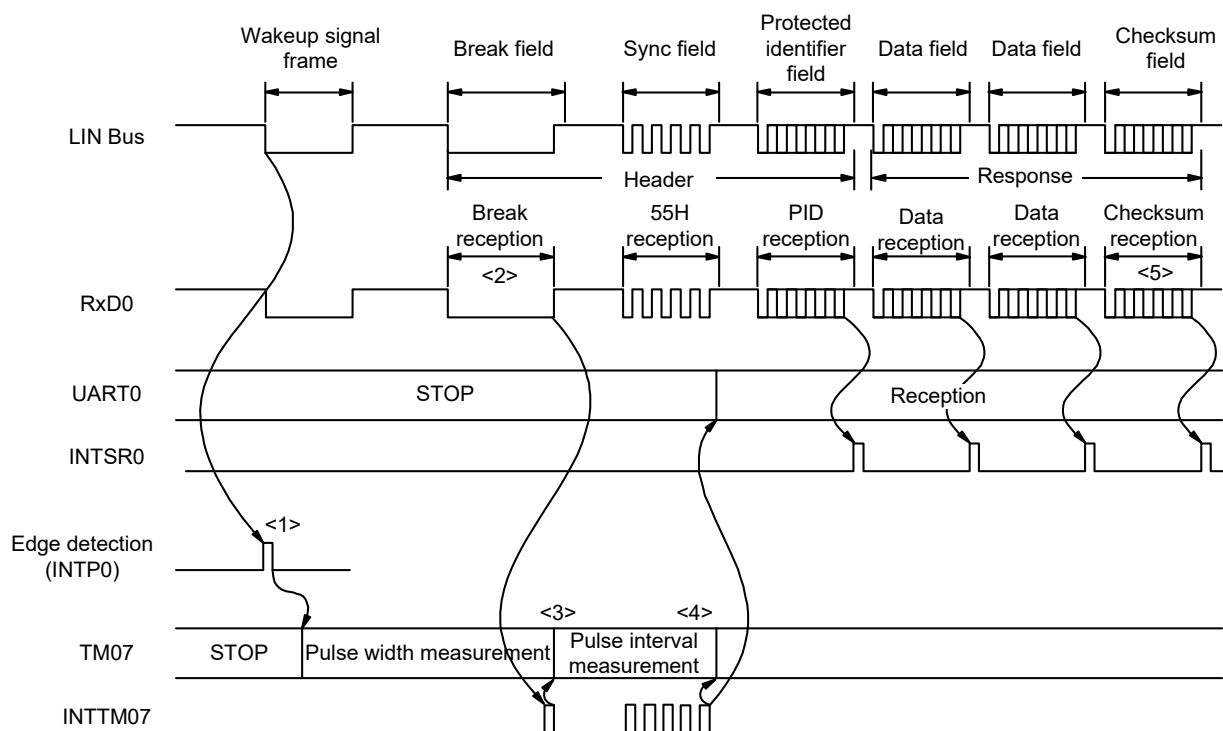 Wakeup signal
frame
Break field
Sync field
Protected
identifier
field
Data field
Data field
Checksum
field
LIN Bus
Header
Response
Break
reception
55H
reception
PID
reception
Data
reception
Data
reception
Checksum
reception
<2>
<5>
RxD0
UART0
STOP
Reception
INTSR0
<1>
Edge detection
(INTP0)
<3>
<4>
TM07
STOP
Pulse width measurement
Pulse interval
measurement
INTTM07